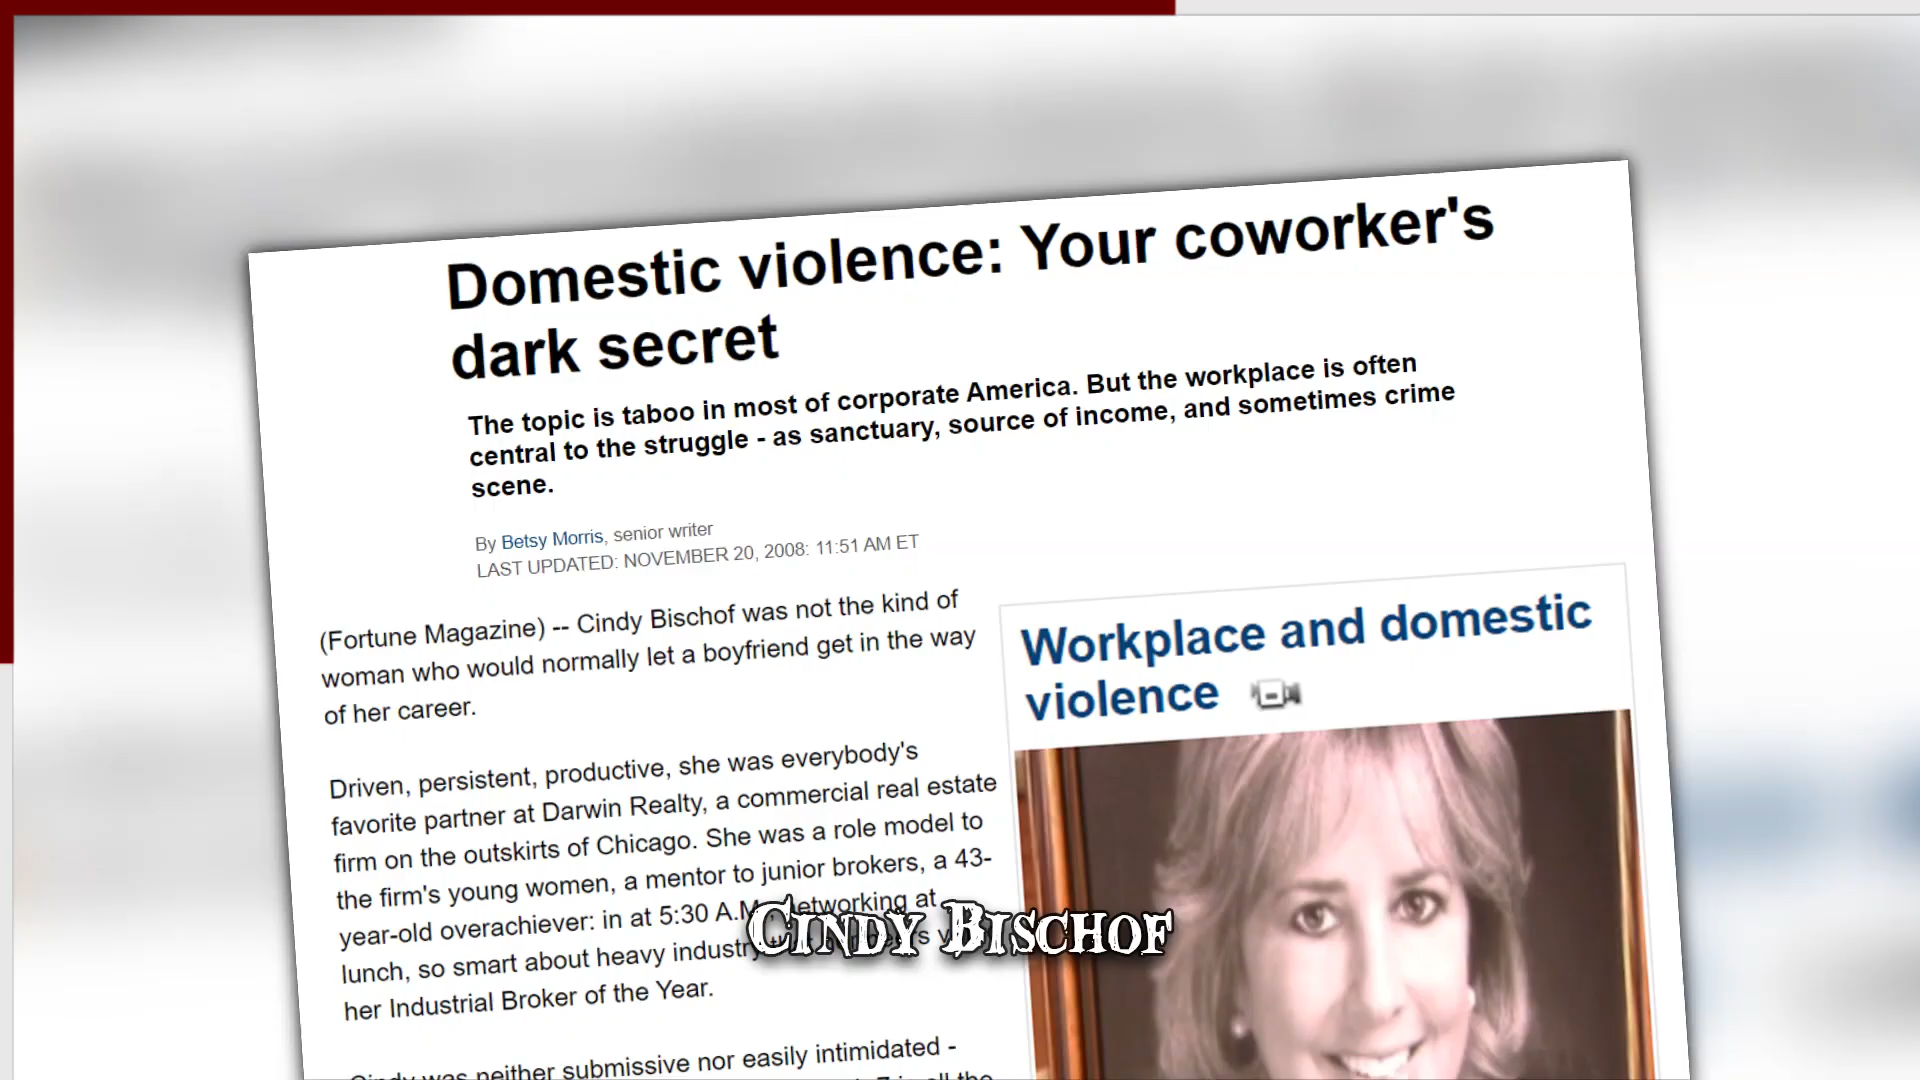 Domestic violence: Your coworker's
dark secret
The topic is taboo in most of corporate America. But the workplace is often
central to the struggle - as sanctuary, source of income, and sometimes crime
scene.
By Betsy Morris, senior writer
LAST UPDATED: NOVEMBER 20, 2008: 11:51 AM ET
(Fortune Magazine) -- Cindy Bischof was not the kind of
woman who would normally let a boyfriend get in the way
of her career.
Driven, persistent, productive, she was everybody's
favorite partner at Darwin Realty, a commercial real estate
firm on the outskirts of Chicago. She was a role model to
the firm's young women, a mentor to junior brokers, a 43-
year-old overachiever: in at 5:30 A.M., networking at
lunch, so smart about heavy industry
her Industrial Broker of the Year.
Cindy was neither submissive nor easily intimidated -
Workplace and domestic
violence
Cindy Bischof